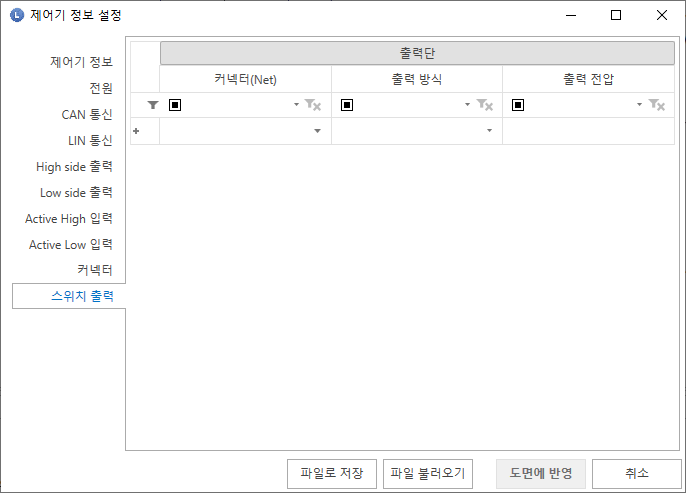 L 제어기 정보 설정
제어기 정보
전원
CAN 통신
LIN 통신
High side 출력
Low side 출력
Active High 입력
Active Low 입력
커넥터
스위치 출력
출력단
커넥터(Net) 출력 방식 출력 전압
파일로 저장 파일 불러오기 도면에 반영 취소